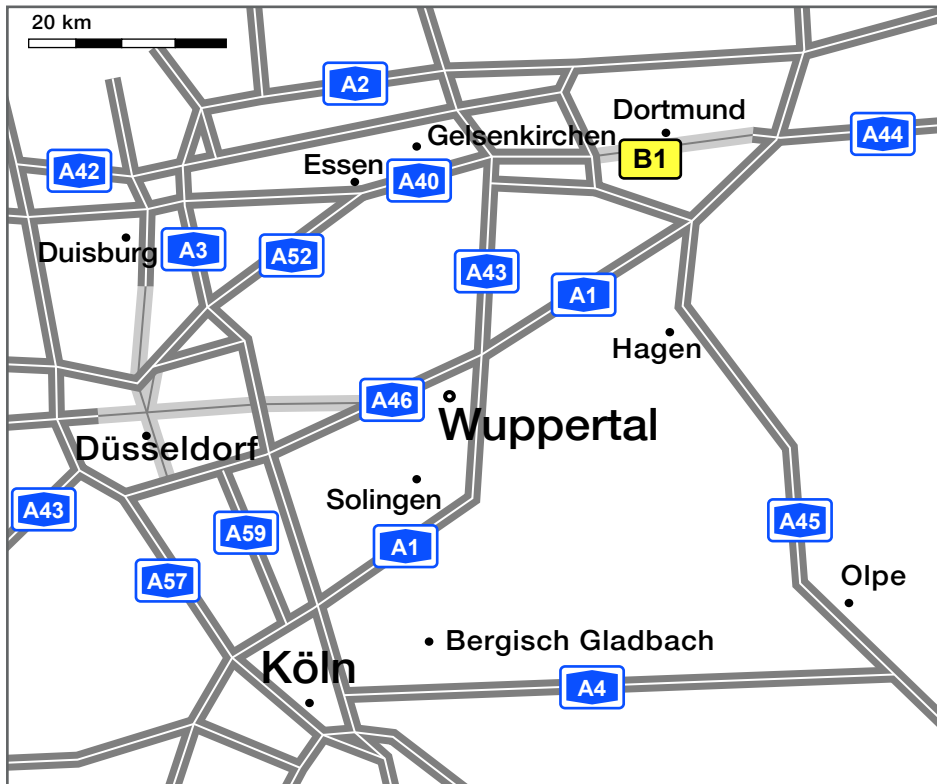 20 km
A2
Dortmund
A44
Gelsenkirchen
B1
Essen
A42
A40
Duisburg
A3
A52
A43
A1
Hagen
A46
Wuppertal
Düsseldorf
Solingen
A43
A59
A45
A1
A57
Olpe
Bergisch Gladbach
Köln
A4